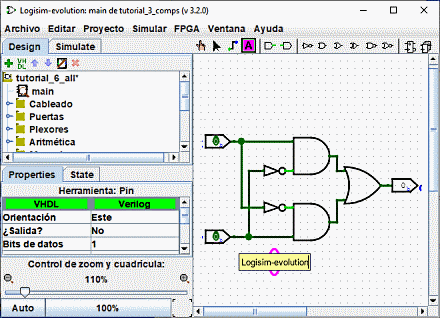 Logisim-evolution: main de tutorial_3_comps (v 3.2.0)
Archivo Editar Proyecto Simular FPGA Ventana Ayuda
Design Simulate
A
VH
DL
tutorial_6_all*
main
Cableado
Puertas
Plexores
Aritmética
Properties State
Herramienta: Pin
VHDL Verilog
Orientación Este
¿Salida? No
Bits de datos 1
Control de zoom y cuadrícula:
110%
Auto 100%
0
0
0
Logisim-evolution